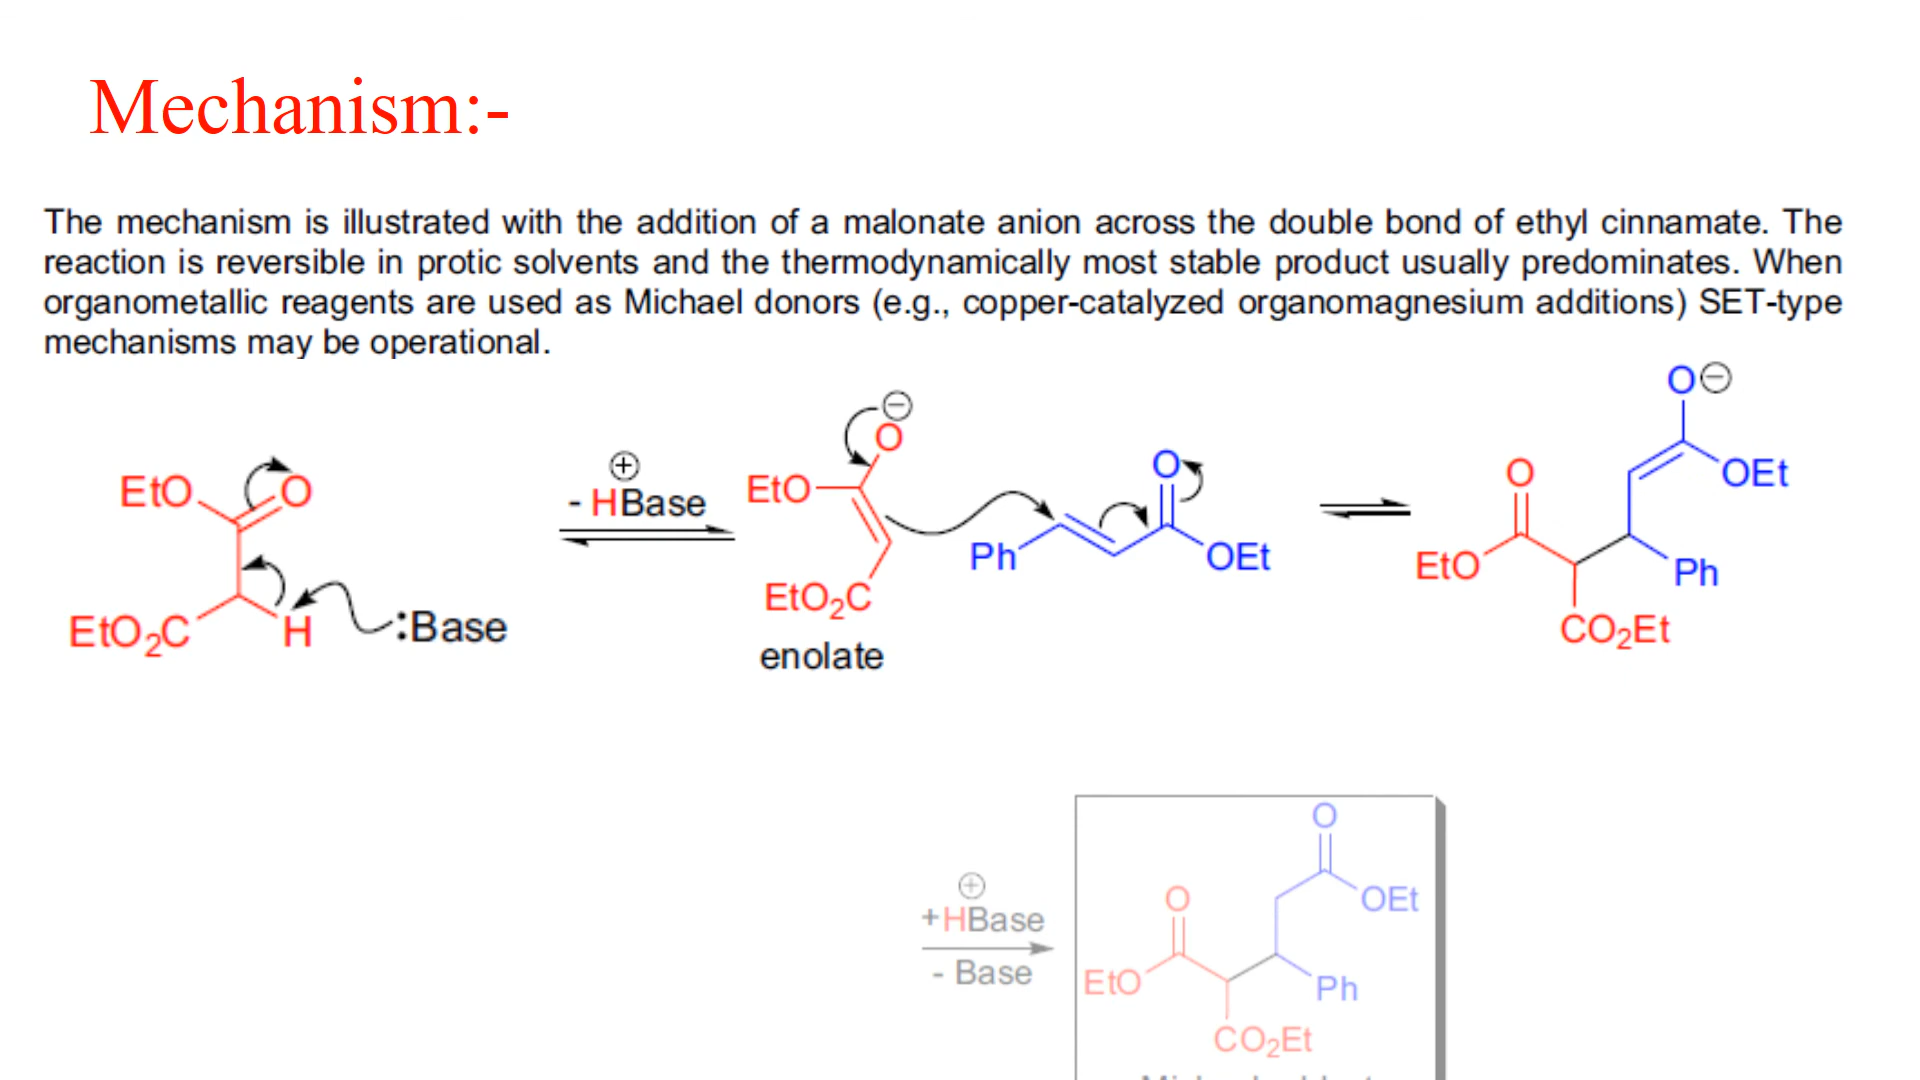 Mechanism:-
The mechanism is illustrated with the addition of a malonate anion across the double bond of ethyl cinnamate. The
reaction is reversible in protic solvents and the thermodynamically most stable product usually predominates. When
organometallic reagents are used as Michael donors (e.g., copper-catalyzed organomagnesium additions) SET-type
mechanisms may be operational.
EtO O
EtO₂C H :Base
⊕
- HBase
⊖
O
EtO
EtO₂C
enolate
O
Ph OEt
O⊖
O OEt
EtO Ph
CO₂Et
⊕
+HBase
- Base
O
O OEt
EtO Ph
CO₂Et